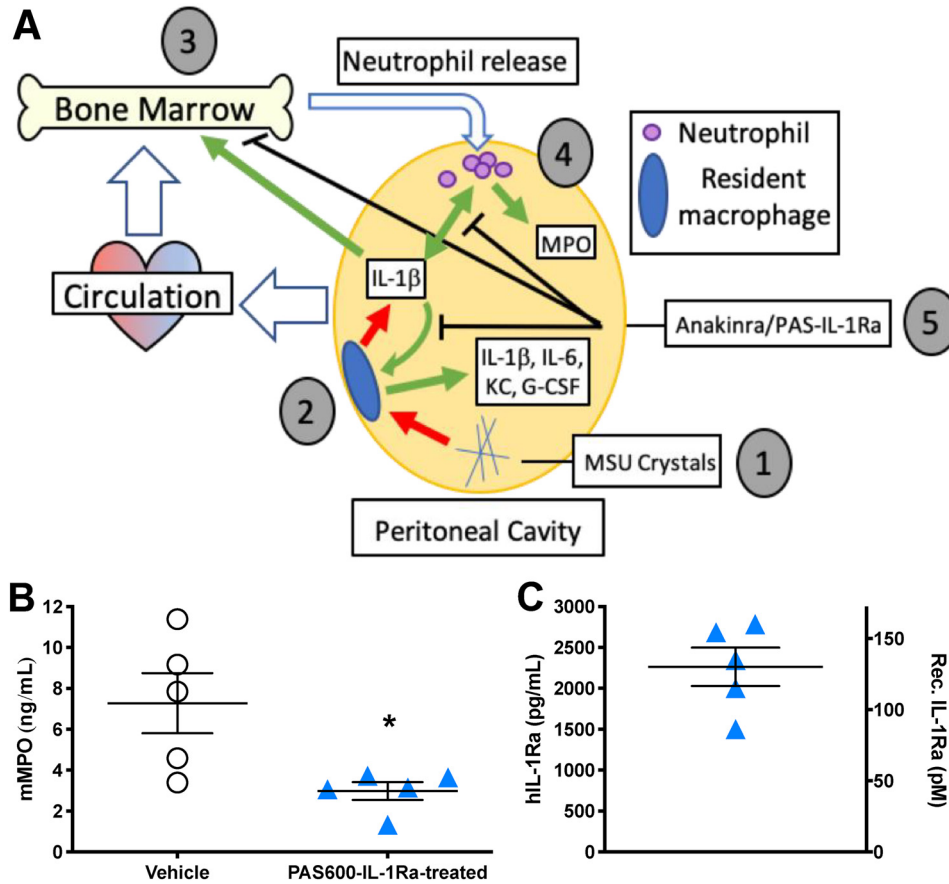 A
3
Neutrophil release
Bone Marrow
4
Neutrophil
Resident
macrophage
MPO
IL-1β
Circulation
Anakinra/PAS-IL-1Ra
5
IL-1β, IL-6,
KC, G-CSF
2
MSU Crystals
1
Peritoneal Cavity
B
mMPO (ng/mL)
12
10
8
6
4
2
0
*
Vehicle
PAS600-IL-1Ra-treated
C
hIL-1Ra (pg/mL)
3000
2500
2000
1500
1000
500
0
150
100
50
0
Rec. IL-1Ra (pM)